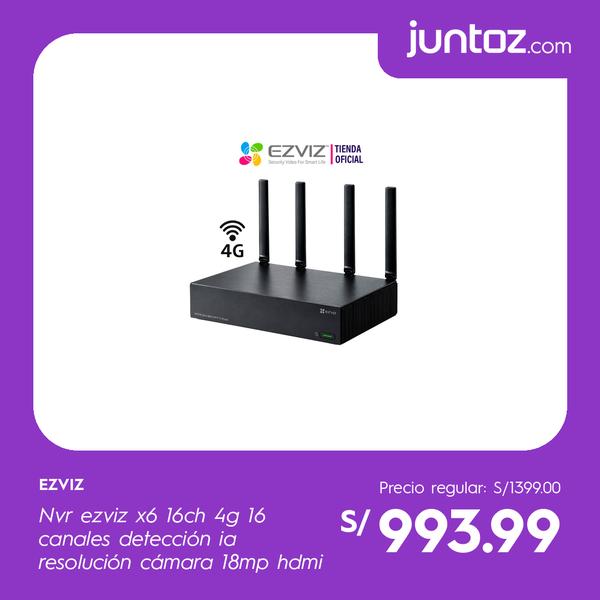 juntoz.com
EZVIZ TIENDA OFICIAL
Security Video For Smart Life
4G
EZVIZ
EZVIZ
Precio regular: S/1399.00
Nvr ezviz x6 16ch 4g 16
canales detección ia
resolución cámara 18mp hdmi
S/ 993.99